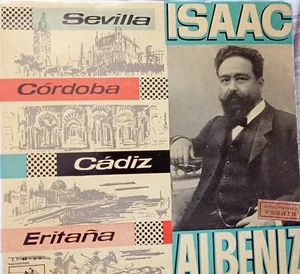 Sevilla
Córdoba
Cádiz
Eritaña
ISAAC
ALBENIZ